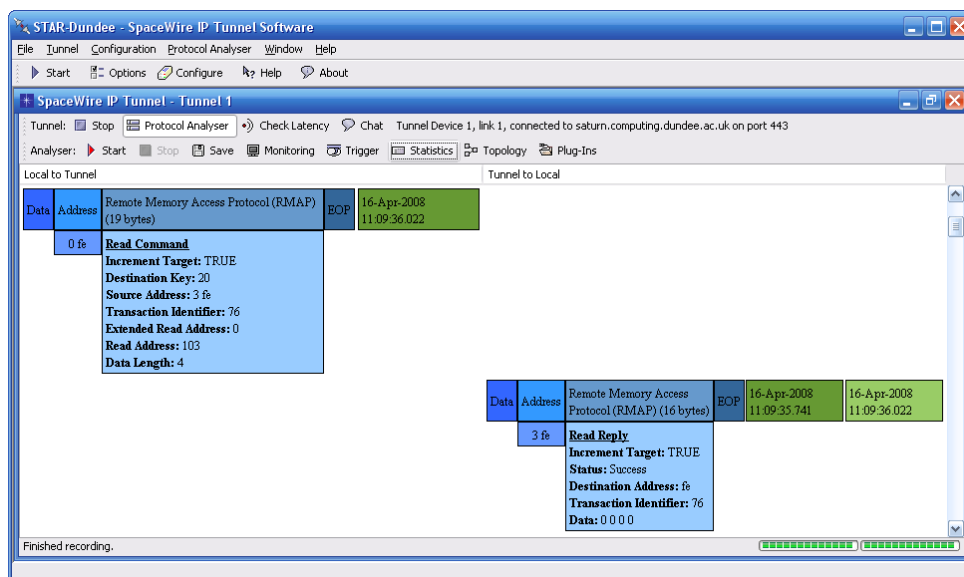 STAR-Dundee - SpaceWire IP Tunnel Software
File Tunnel Configuration Protocol Analyser Window Help
Start Options Configure Help About
SpaceWire IP Tunnel - Tunnel 1
Tunnel: Stop Protocol Analyser Check Latency Chat Tunnel Device 1, link 1, connected to saturn.computing.dundee.ac.uk on port 443
Analyser: Start Stop Save Monitoring Trigger Statistics Topology Plug-Ins
Local to Tunnel
Tunnel to Local
Data Address Remote Memory Access Protocol (RMAP) EOP 16-Apr-2008
(19 bytes) 11:09:36.022
0 fe Read Command
Increment Target: TRUE
Destination Key: 20
Source Address: 3 fe
Transaction Identifier: 76
Extended Read Address: 0
Read Address: 103
Data Length: 4
Data Address Remote Memory Access EOP 16-Apr-2008 16-Apr-2008
Protocol (RMAP) (16 bytes) 11:09:35.741 11:09:36.022
3 fe Read Reply
Increment Target: TRUE
Status: Success
Destination Address: fe
Transaction Identifier: 76
Data: 0 0 0 0
Finished recording.